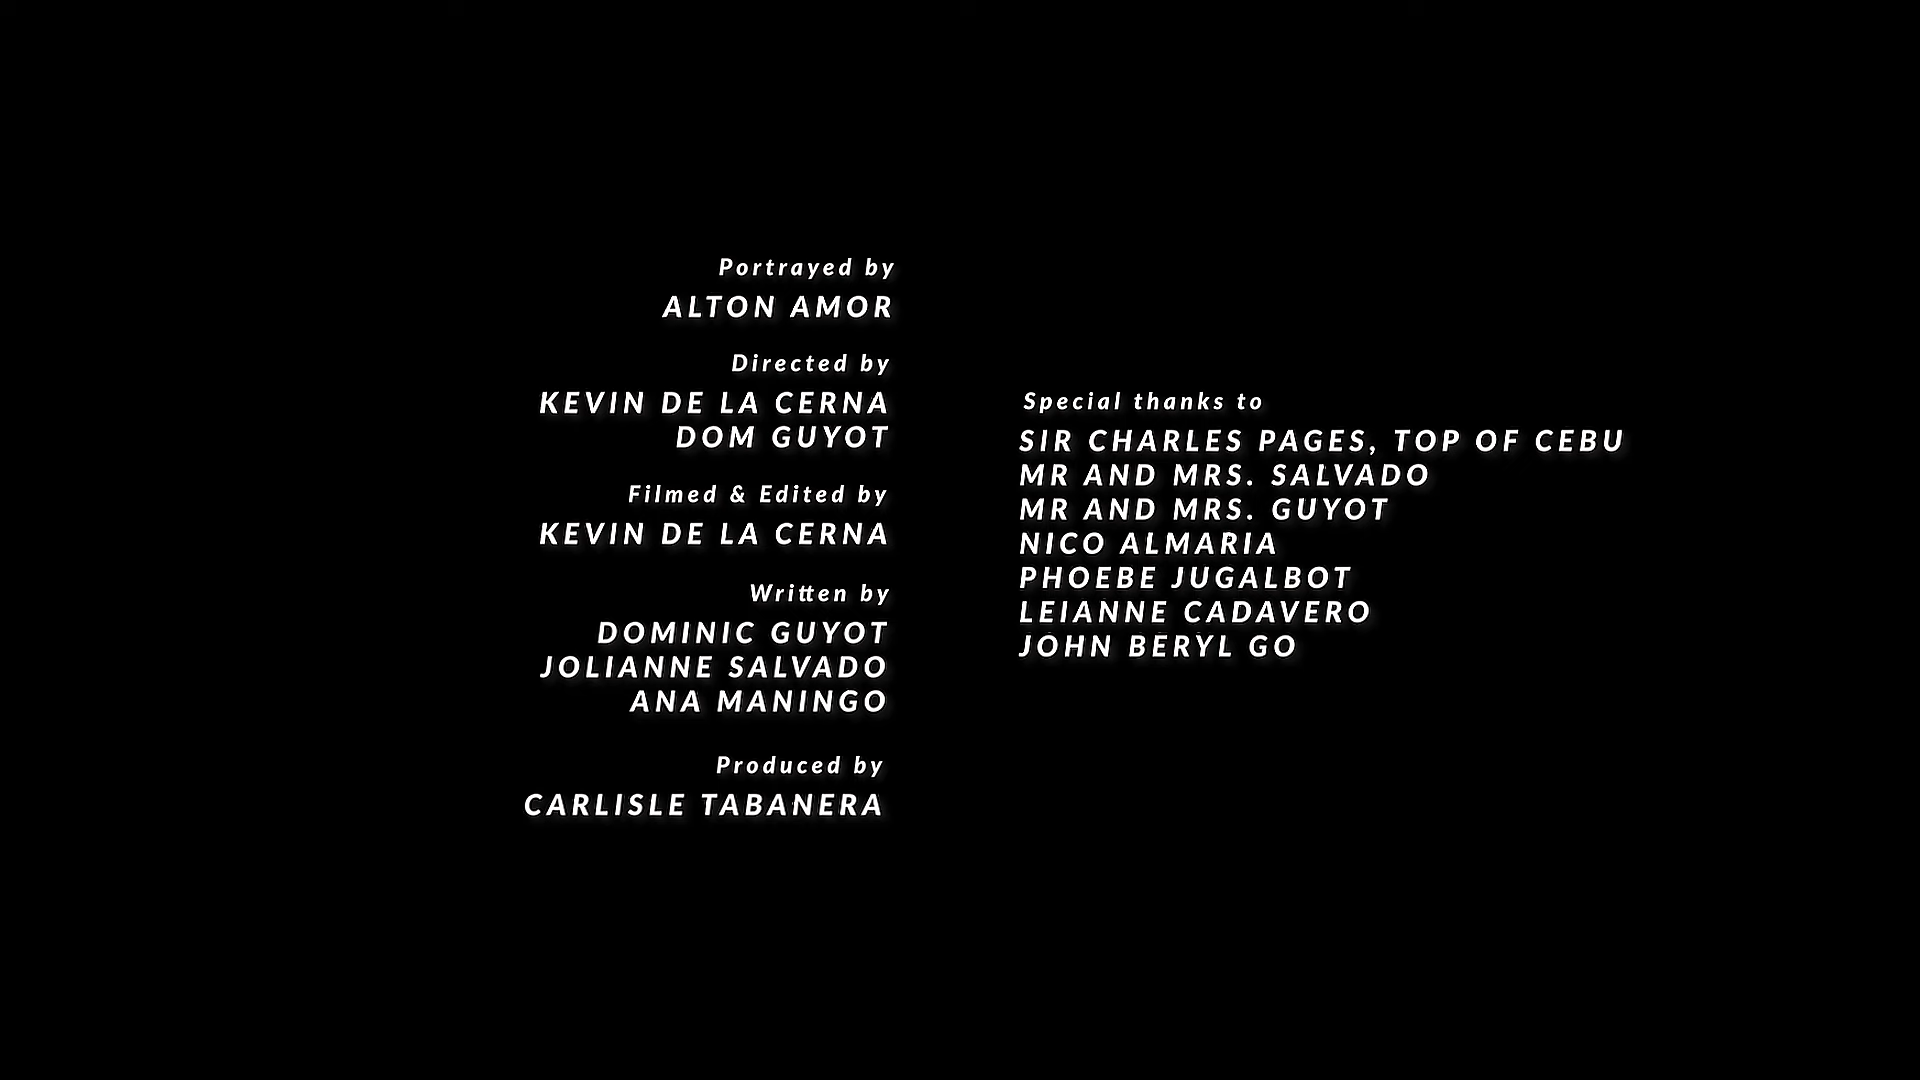 Portrayed by
ALTON AMOR
Directed by
KEVIN DE LA CERNA
DOM GUYOT
Filmed & Edited by
KEVIN DE LA CERNA
Written by
DOMINIC GUYOT
JOLIANNE SALVADO
ANA MANINGO
Produced by
CARLISLE TABANERA
Special thanks to
SIR CHARLES PAGES, TOP OF CEBU
MR AND MRS. SALVADO
MR AND MRS. GUYOT
NICO ALMARIA
PHOEBE JUGALBOT
LEIANNE CADAVERO
JOHN BERYL GO